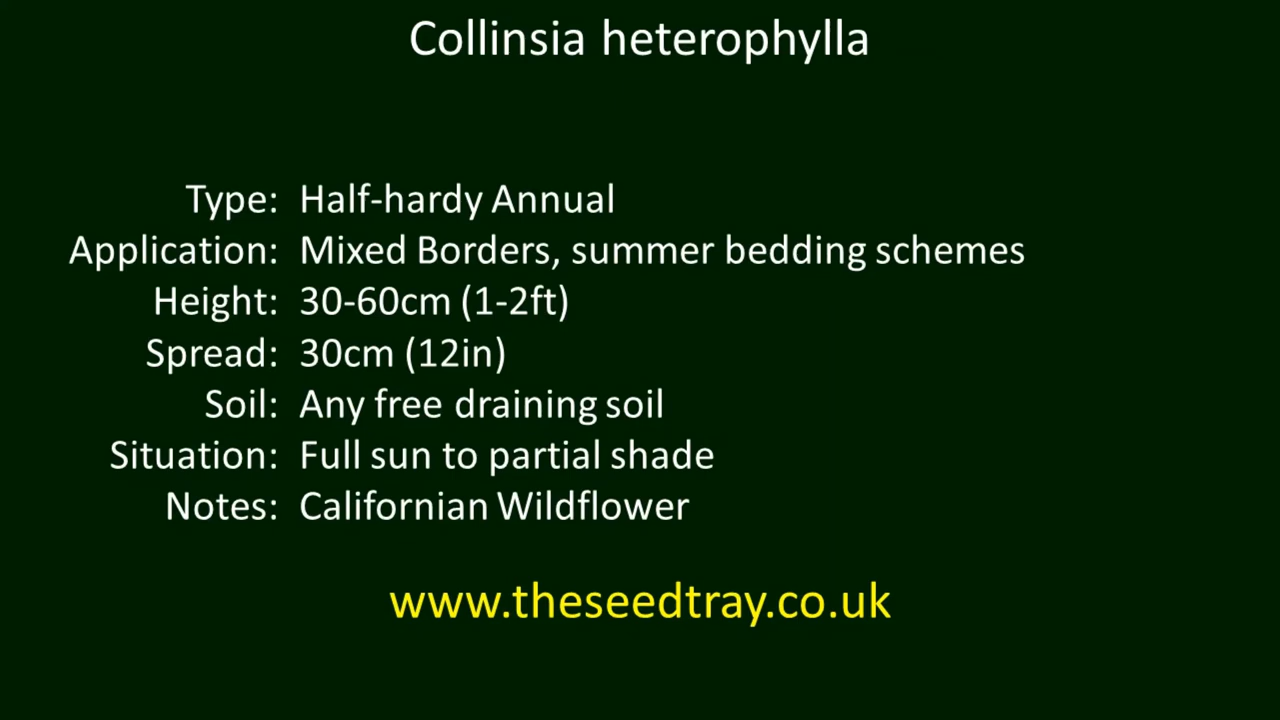 Collinsia heterophylla
Type: Half-hardy Annual
Application: Mixed Borders, summer bedding schemes
Height: 30-60cm (1-2ft)
Spread: 30cm (12in)
Soil: Any free draining soil
Situation: Full sun to partial shade
Notes: Californian Wildflower
www.theseedtray.co.uk